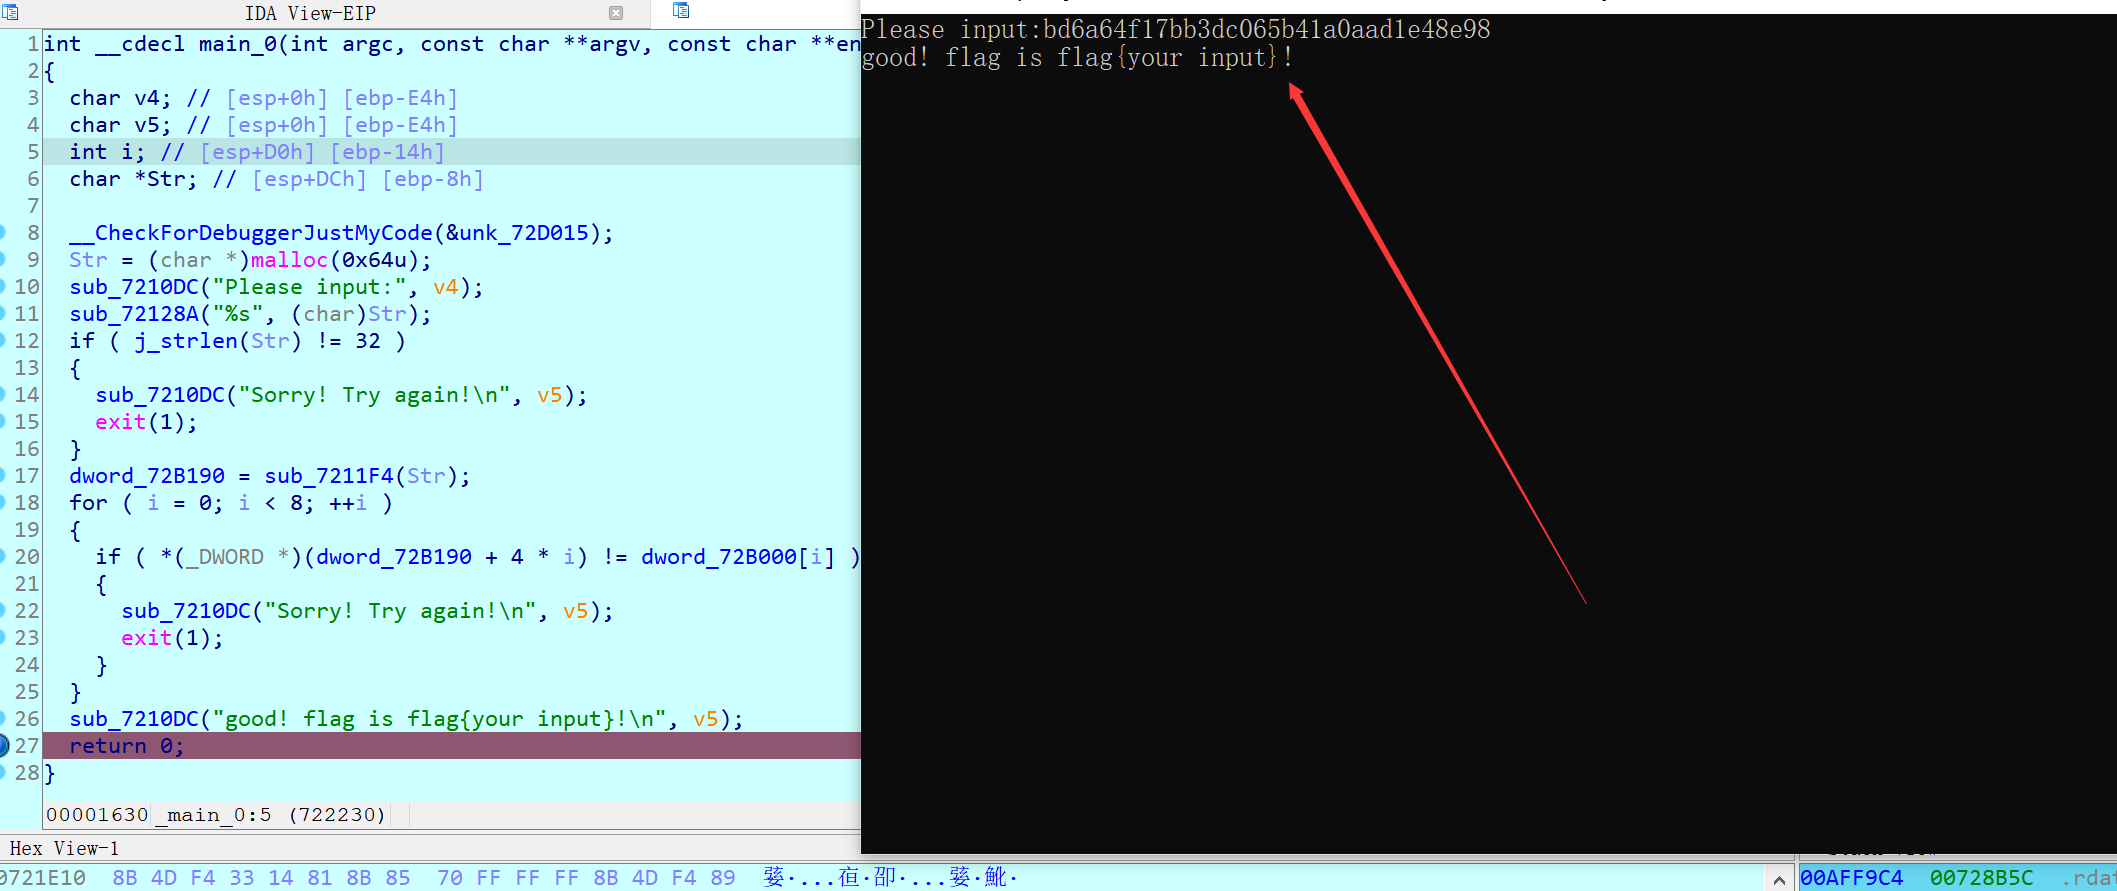 IDA View-EIP
1 int __cdecl main_0(int argc, const char **argv, const char **en
2 {
3 char v4; // [esp+0h] [ebp-E4h]
4 char v5; // [esp+0h] [ebp-E4h]
5 int i; // [esp+D0h] [ebp-14h]
6 char *Str; // [esp+DCh] [ebp-8h]
7
8 __CheckForDebuggerJustMyCode(&unk_72D015);
9 Str = (char *)malloc(0x64u);
10 sub_7210DC("Please input:", v4);
11 sub_72128A("%s", (char)Str);
12 if ( j_strlen(Str) != 32 )
13 {
14 sub_7210DC("Sorry! Try again!\n", v5);
15 exit(1);
16 }
17 dword_72B190 = sub_7211F4(Str);
18 for ( i = 0; i < 8; ++i )
19 {
20 if ( *(_DWORD *)(dword_72B190 + 4 * i) != dword_72B000[i] )
21 {
22 sub_7210DC("Sorry! Try again!\n", v5);
23 exit(1);
24 }
25 }
26 sub_7210DC("good! flag is flag{your input}!\n", v5);
27 return 0;
28 }
00001630 _main_0:5 (722230)
Hex View-1
0721E10 8B 4D F4 33 14 81 8B 85 70 FF FF FF 8B 4D F4 89
Please input:bd6a64f17bb3dc065b41a0aad1e48e98
good! flag is flag{your input}!
00AFF9C4 00728B5C .rdat